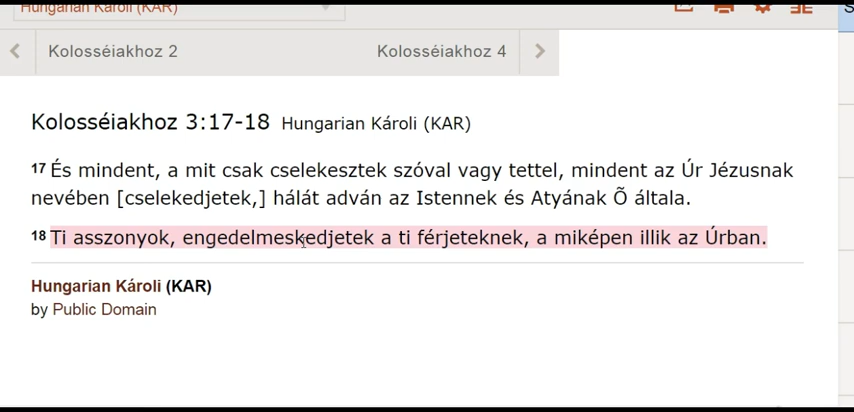 Hungarian Károli (KAR)
Kolosséiakhoz 2 Kolosséiakhoz 4
Kolosséiakhoz 3:17-18 Hungarian Károli (KAR)
17 És mindent, a mit csak cselekesztek szóval vagy tettel, mindent az Úr Jézusnak
nevében [cselekedjetek,] hálát adván az Istennek és Atyának Õ általa.
18 Ti asszonyok, engedelmeskedjetek a ti férjeteknek, a miképen illik az Úrban.
Hungarian Károli (KAR)
by Public Domain